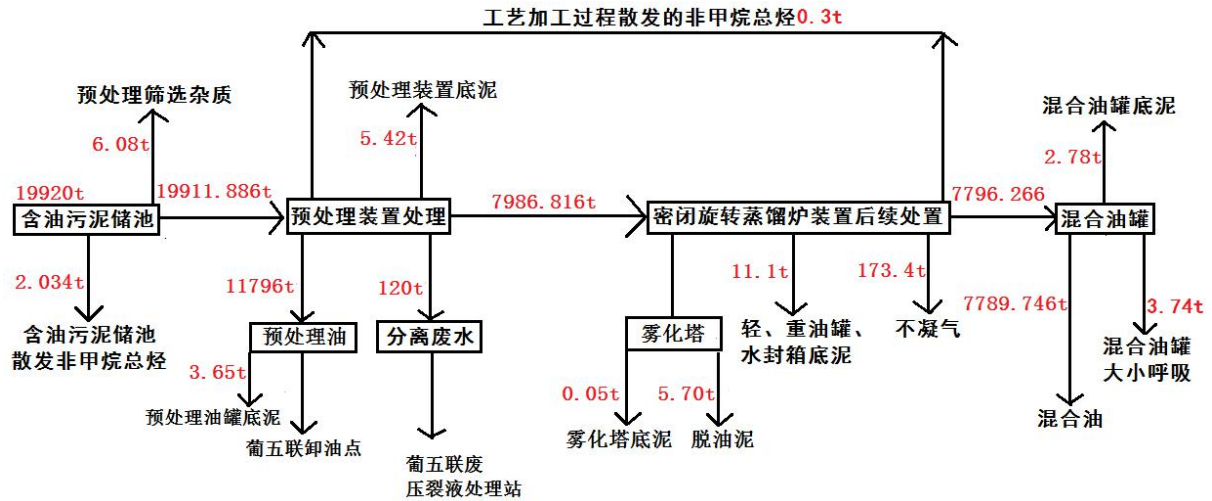 工艺加工过程散发的非甲烷总烃0.3t
预处理筛选杂质
预处理装置底泥
混合油罐底泥
6.08t
5.42t
2.78t
19920t
19911.886t
7986.816t
7796.266
含油污泥储池
预处理装置处理
密闭旋转蒸馏炉装置后续处置
混合油罐
2.034t
11796t
120t
11.1t
173.4t
7789.746t
3.74t
含油污泥储池
散发非甲烷总烃
预处理油
分离废水
雾化塔
轻、重油罐、
水封箱底泥
不凝气
混合油罐
大小呼吸
3.65t
0.05t
5.70t
预处理油罐底泥
葡五联卸油点
葡五联废
压裂液处理站
雾化塔底泥
脱油泥
混合油